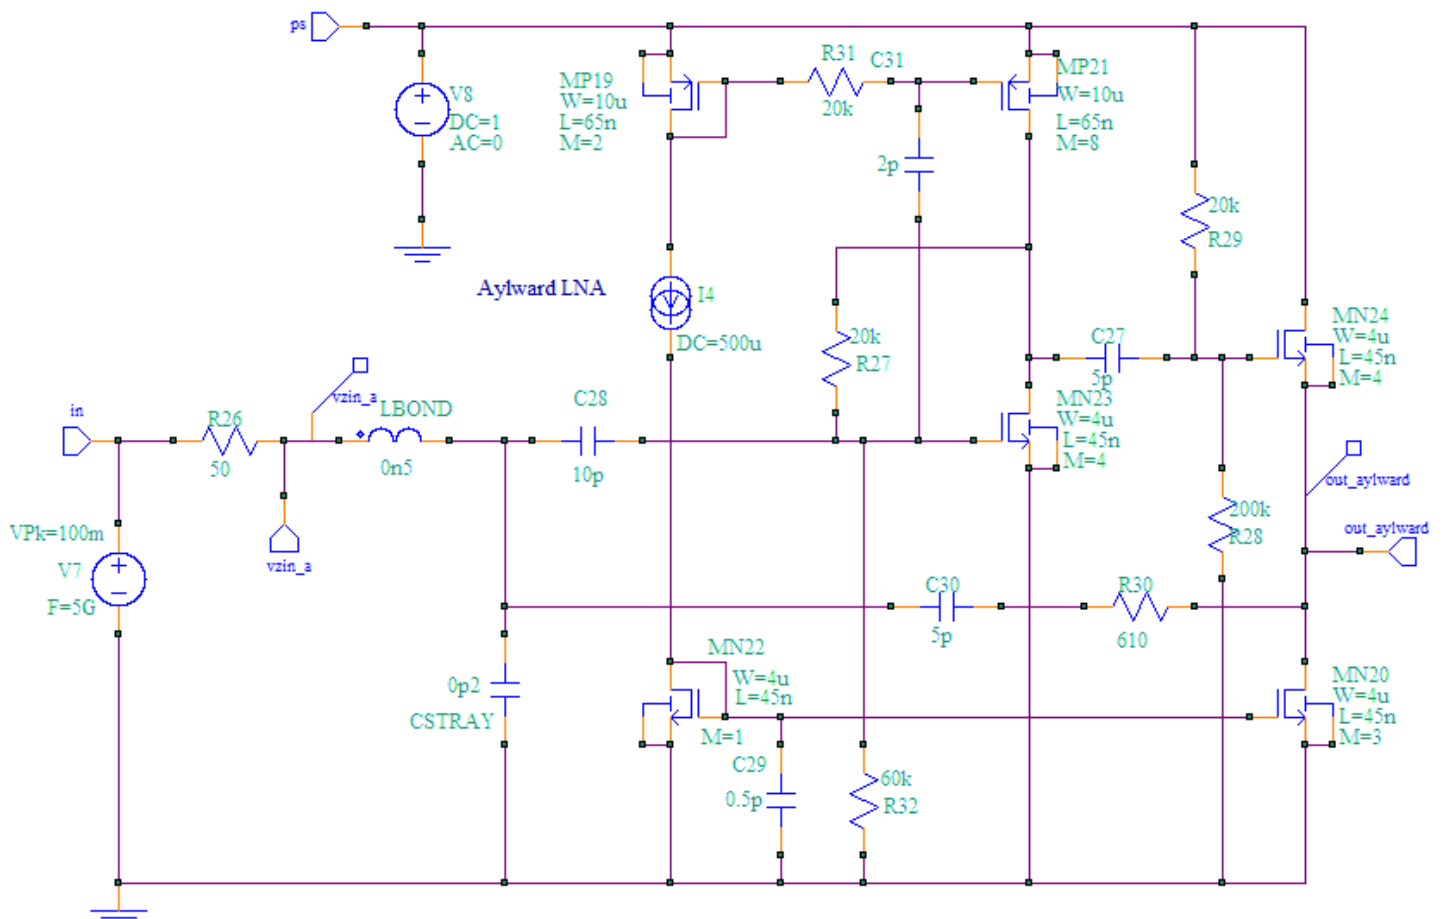 ps
V8
DC=1
AC=0
MP19
W=10u
L=65n
M=2
R31
20k
C31
2p
MP21
W=10u
L=65n
M=8
20k
R29
Aylward LNA
I4
DC=500u
20k
R27
C27
5p
MN24
W=4u
L=45n
M=4
in
R26
50
vzin_a
vzin_a
LBOND
0n5
C28
10p
MN23
W=4u
L=45n
M=4
out_aylward
out_aylward
200k
R28
VPk=100m
V7
F=5G
C30
5p
R30
610
0p2
CSTRAY
MN22
W=4u
L=45n
M=1
C29
0.5p
60k
R32
MN20
W=4u
L=45n
M=3